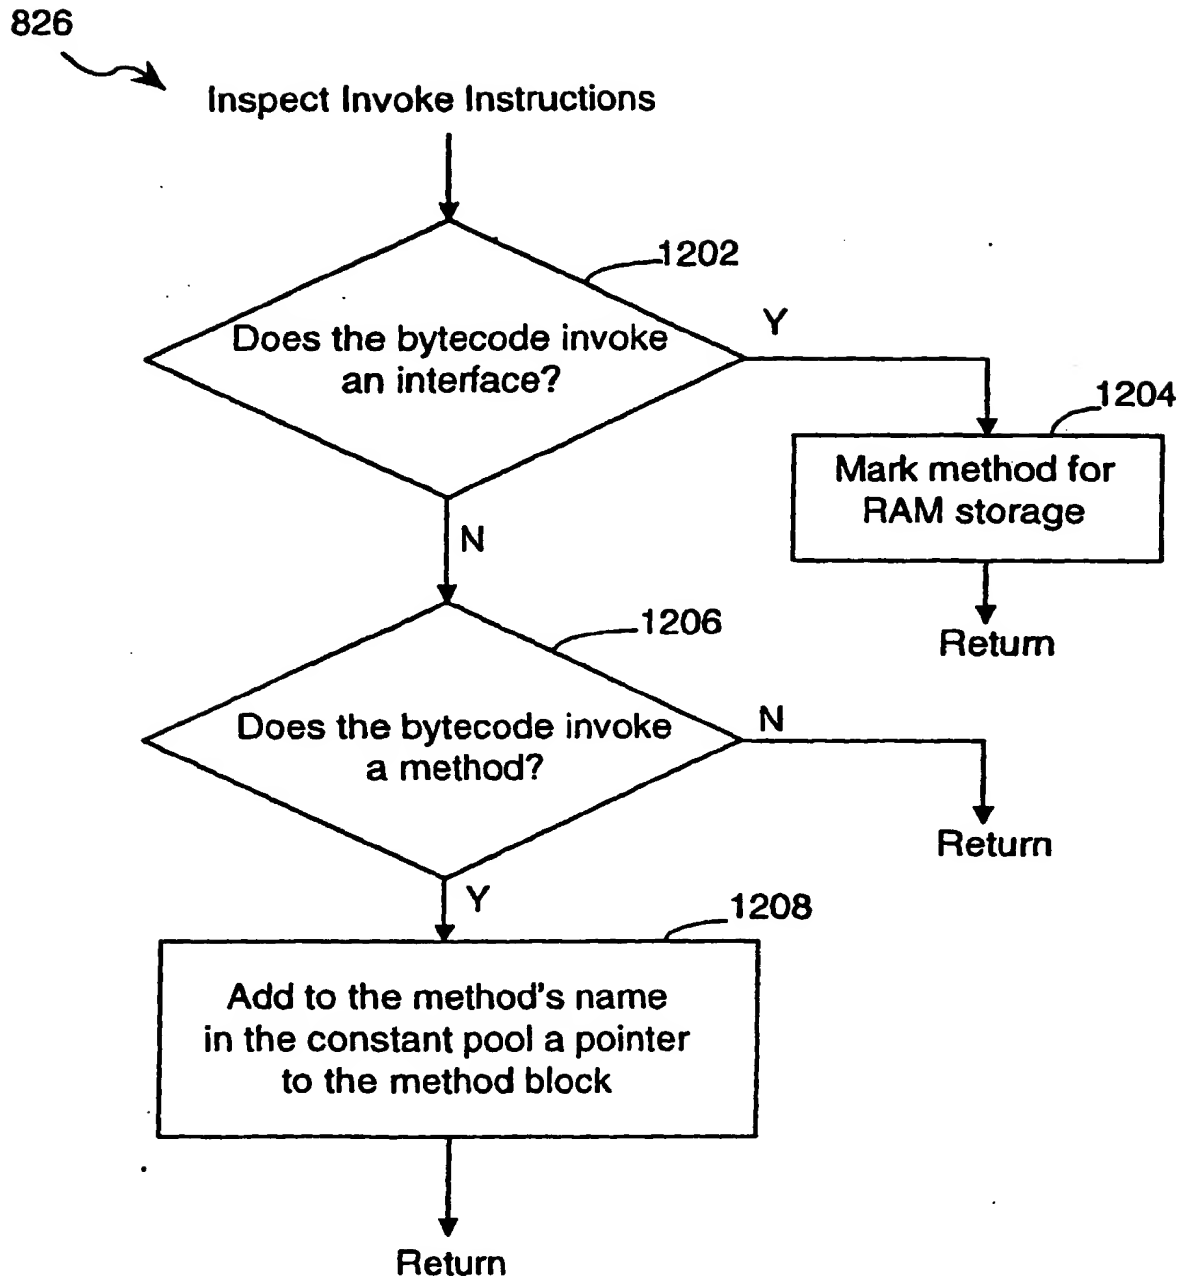 826
Inspect Invoke Instructions
1202
Does the bytecode invoke
an interface?
Y
1204
Mark method for
RAM storage
Return
N
1206
Does the bytecode invoke
a method?
N
Return
Y
1208
Add to the method's name
in the constant pool a pointer
to the method block
Return